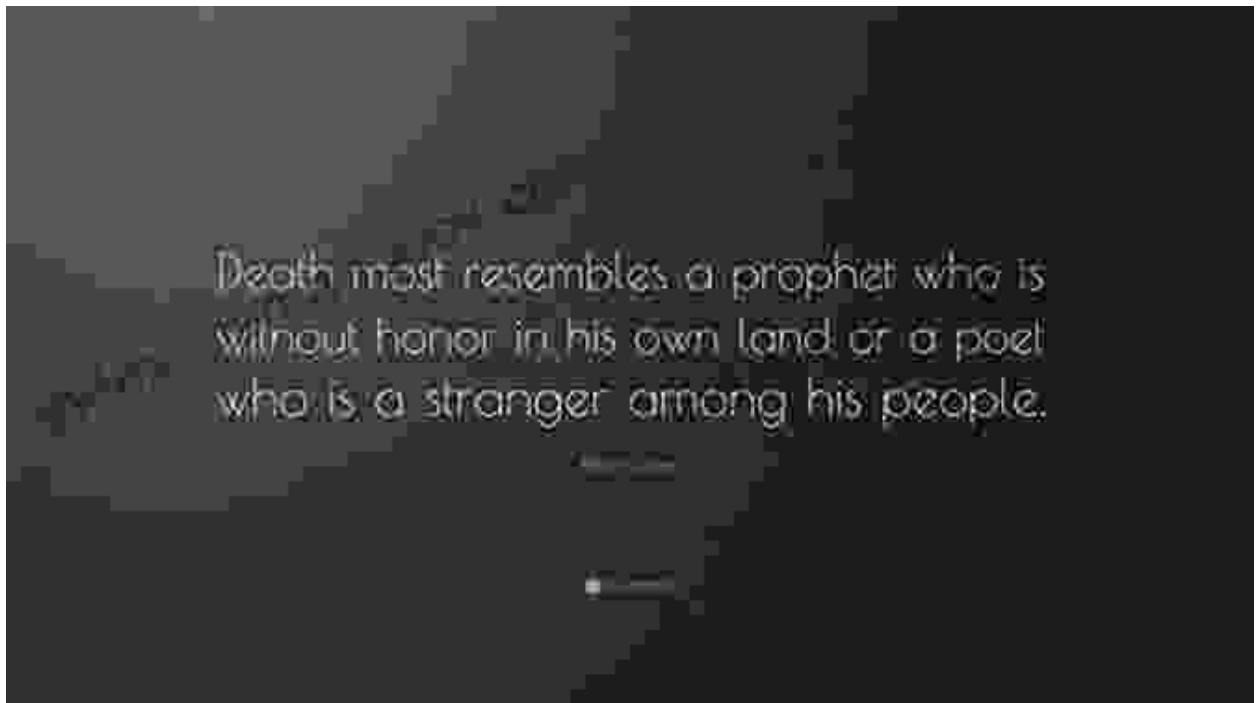 Death most resembles a prophet who is
without honor in his own land or a poet
who is a stranger among his people.